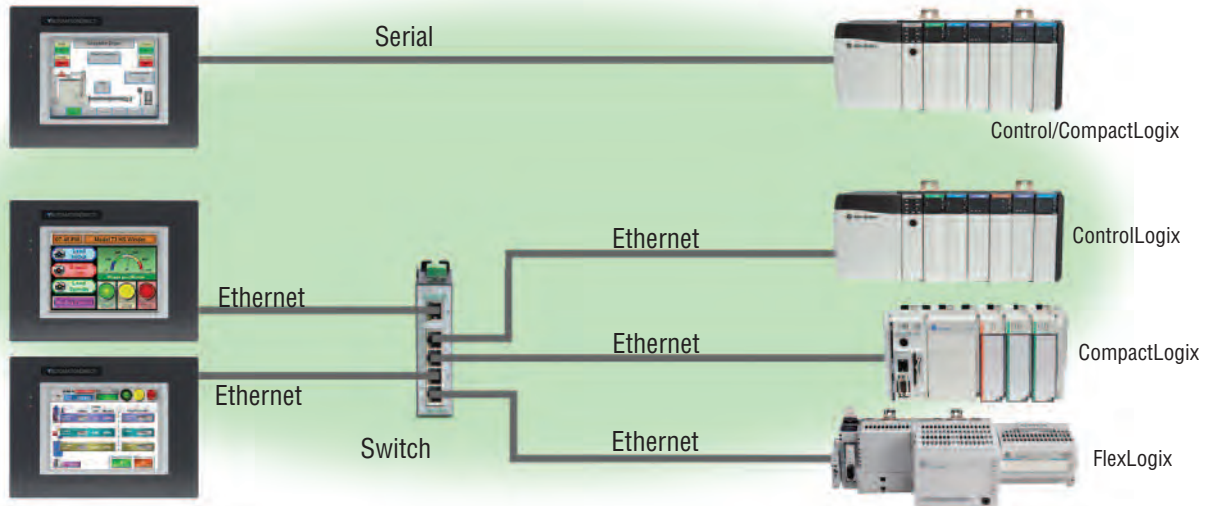 Serial
Control/CompactLogix
Ethernet
ControlLogix
Ethernet
Ethernet
CompactLogix
Ethernet
Switch
Ethernet
FlexLogix